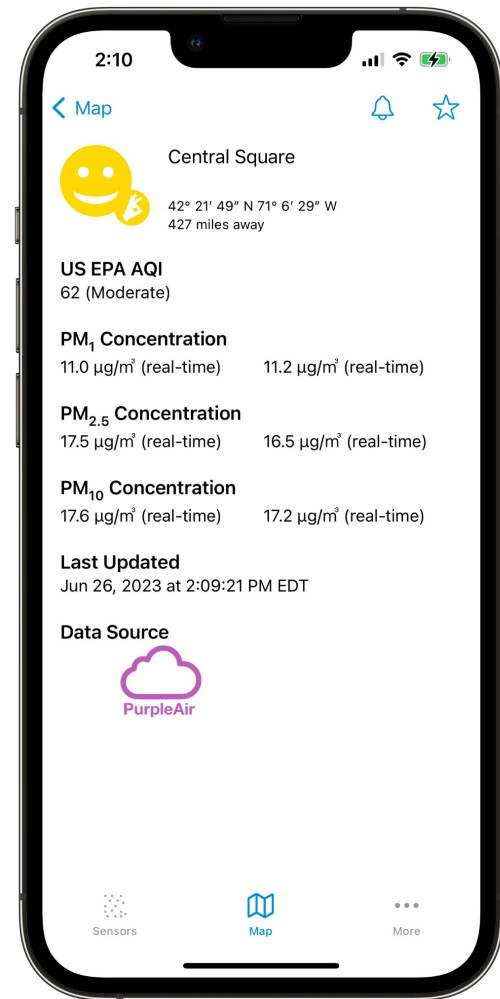 2:10
Map
Central Square
42° 21′ 49″ N 71° 6′ 29″ W
427 miles away
US EPA AQI
62 (Moderate)
PM₁ Concentration
11.0 μg/m³ (real-time) 11.2 μg/m³ (real-time)
PM₂.₅ Concentration
17.5 μg/m³ (real-time) 16.5 μg/m³ (real-time)
PM₁₀ Concentration
17.6 μg/m³ (real-time) 17.2 μg/m³ (real-time)
Last Updated
Jun 26, 2023 at 2:09:21 PM EDT
Data Source
PurpleAir
Sensors Map More